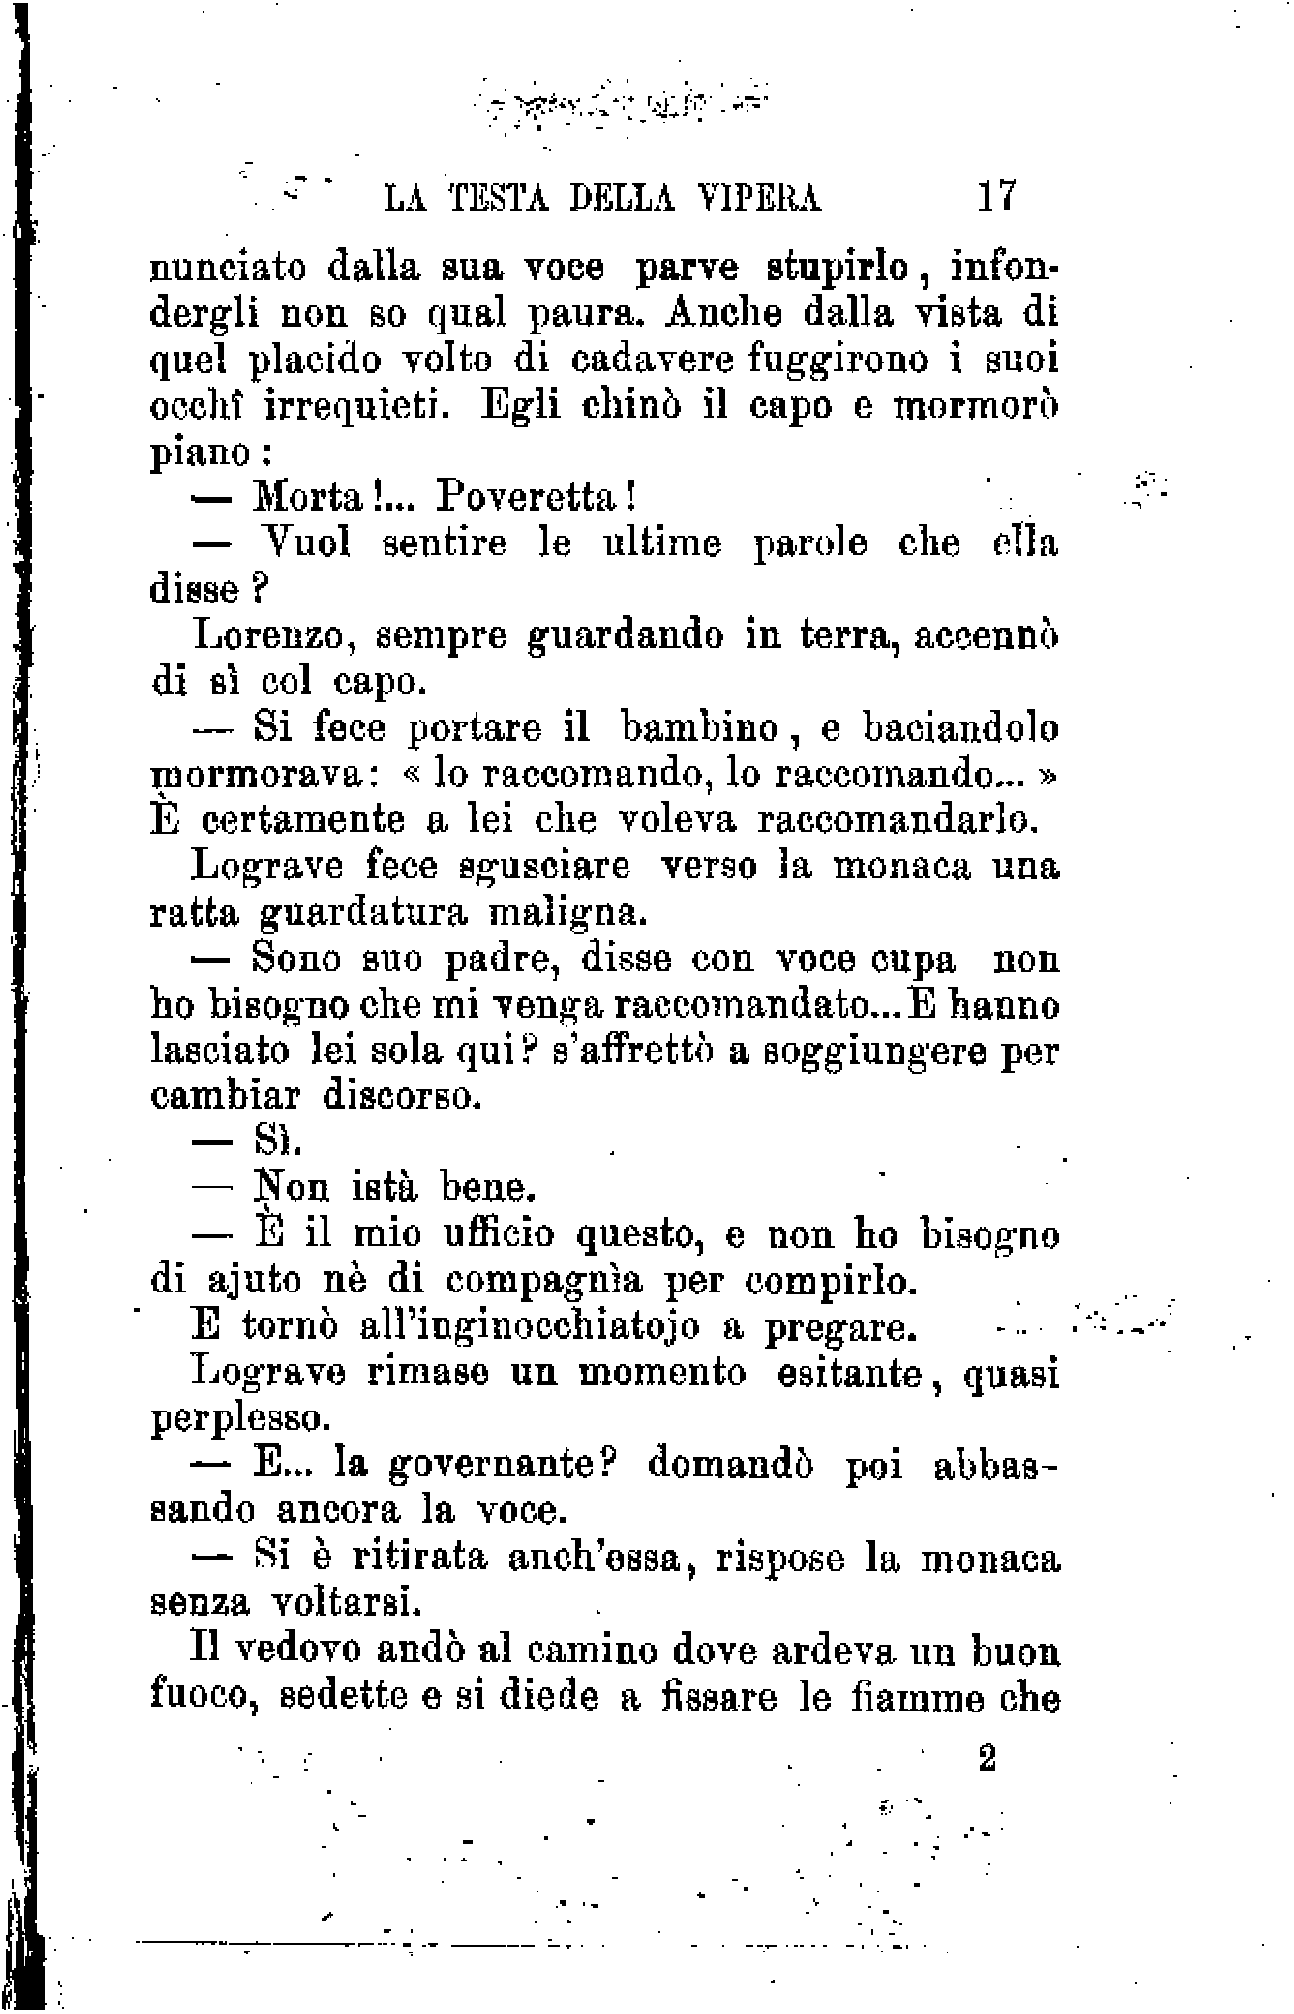 LA TESTA DELLA VIPERA 17
nunciato dalla sua voce parve stupirlo, infon-
dergli non so qual paura. Anche dalla vista di
quel placido volto di cadavere fuggirono i suoi
occhî irrequieti. Egli chinò il capo e mormorò
piano:
— Morta!... Poveretta!
— Vuol sentire le ultime parole che ella
disse?
Lorenzo, sempre guardando in terra, accennò
di sì col capo.
— Si fece portare il bambino, e baciandolo
mormorava: « lo raccomando, lo raccomando... »
È certamente a lei che voleva raccomandarlo.
Lograve fece sgusciare verso la monaca una
ratta guardatura maligna.
— Sono suo padre, disse con voce cupa non
ho bisogno che mi venga raccomandato... E hanno
lasciato lei sola qui? s'affrettò a soggiungere per
cambiar discorso.
— Sì.
— Non istà bene.
— È il mio ufficio questo, e non ho bisogno
di ajuto nè di compagnìa per compirlo.
E tornò all'inginocchiatojo a pregare.
Lograve rimase un momento esitante, quasi
perplesso.
— E... la governante? domandò poi abbas-
sando ancora la voce.
— Si è ritirata anch'essa, rispose la monaca
senza voltarsi.
Il vedovo andò al camino dove ardeva un buon
fuoco, sedette e si diede a fissare le fiamme che
2